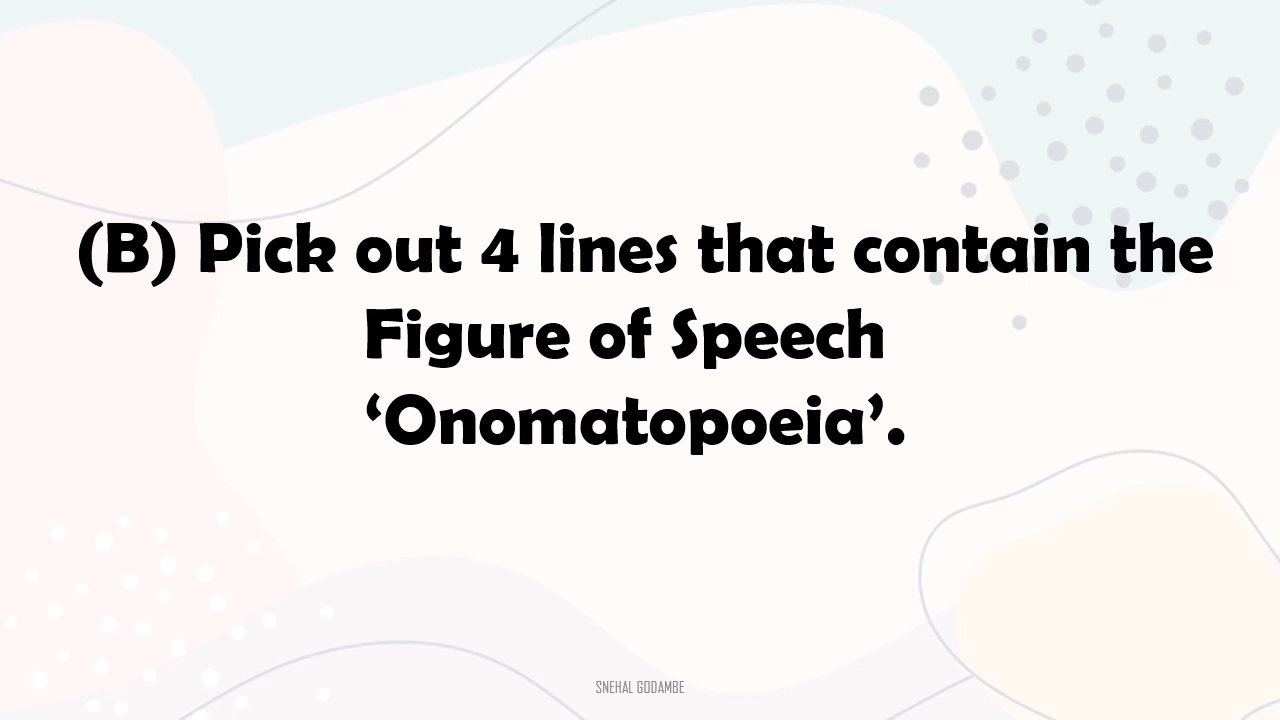 (B) Pick out 4 lines that contain the
Figure of Speech
‘Onomatopoeia’.
SNEHAL GODAMBE